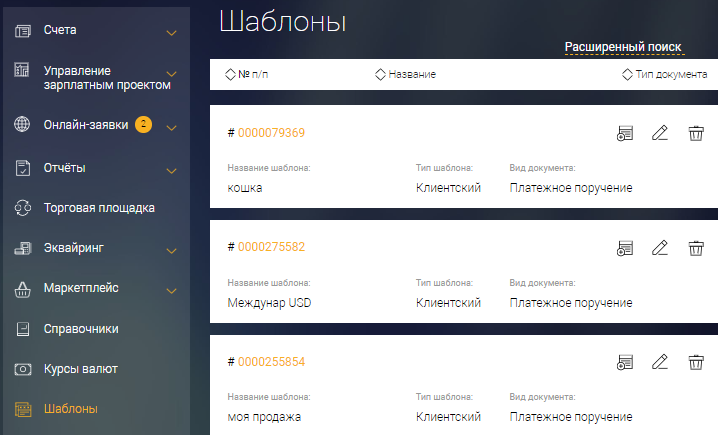 Счета
Управление
зарплатным проектом
Онлайн-заявки 2
Отчёты
Торговая площадка
Эквайринг
Маркетплейс
Справочники
Курсы валют
Шаблоны
Шаблоны
Расширенный поиск
№ п/п Название Тип документа
# 0000079369
Название шаблона: Тип шаблона: Вид документа:
кошка Клиентский Платежное поручение
# 0000275582
Название шаблона: Тип шаблона: Вид документа:
Междунар USD Клиентский Платежное поручение
# 0000255854
Название шаблона: Тип шаблона: Вид документа:
моя продажа Клиентский Платежное поручение